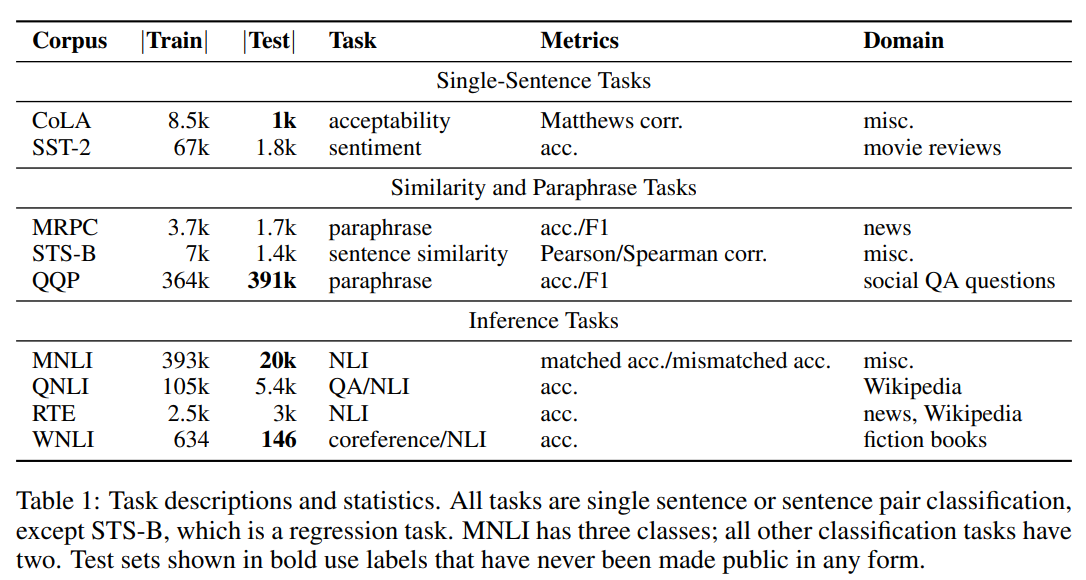 Corpus |Train| |Test| Task Metrics Domain
Single-Sentence Tasks
CoLA 8.5k 1k acceptability Matthews corr. misc.
SST-2 67k 1.8k sentiment acc. movie reviews
Similarity and Paraphrase Tasks
MRPC 3.7k 1.7k paraphrase acc./F1 news
STS-B 7k 1.4k sentence similarity Pearson/Spearman corr. misc.
QQP 364k 391k paraphrase acc./F1 social QA questions
Inference Tasks
MNLI 393k 20k NLI matched acc./mismatched acc. misc.
QNLI 105k 5.4k QA/NLI acc. Wikipedia
RTE 2.5k 3k NLI acc. news, Wikipedia
WNLI 634 146 coreference/NLI acc. fiction books
Table 1: Task descriptions and statistics. All tasks are single sentence or sentence pair classification,
except STS-B, which is a regression task. MNLI has three classes; all other classification tasks have
two. Test sets shown in bold use labels that have never been made public in any form.